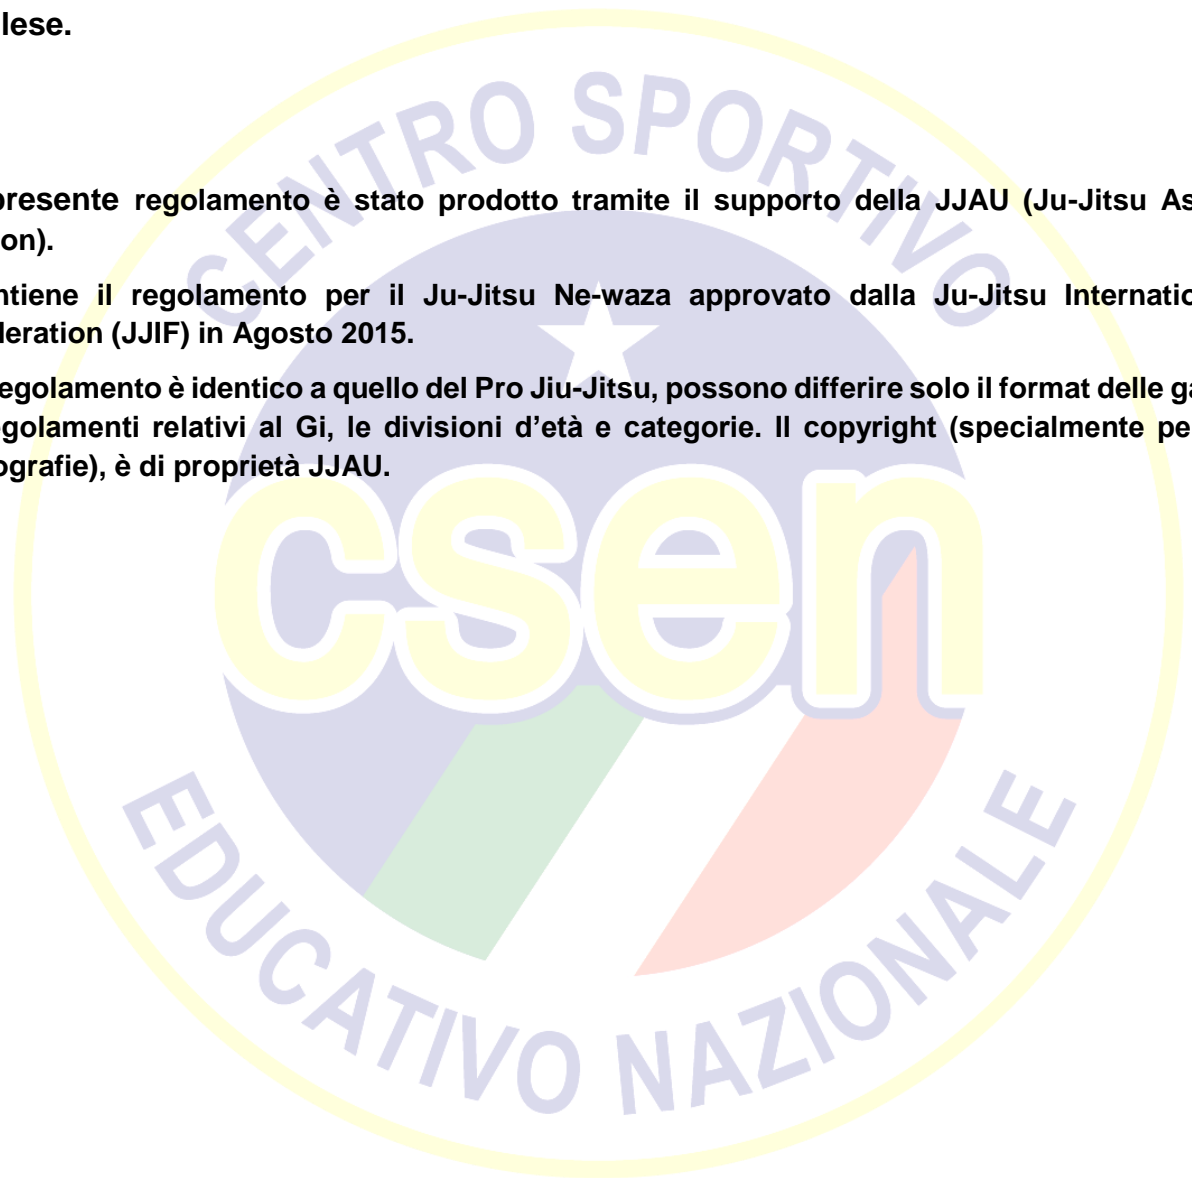 lese.
CENTRO SPORTIVO
presente regolamento è stato prodotto tramite il supporto della JJAU (Ju-Jitsu As
on).
ntiene il regolamento per il Ju-Jitsu Ne-waza approvato dalla Ju-Jitsu Internatio
deration (JJIF) in Agosto 2015.
egolamento è identico a quello del Pro Jiu-Jitsu, possono differire solo il format delle ga
egolamenti relativi al Gi, le divisioni d’età e categorie. Il copyright (specialmente pe
ografie), è di proprietà JJAU.
csen
EDUCATIVO NAZIONALE